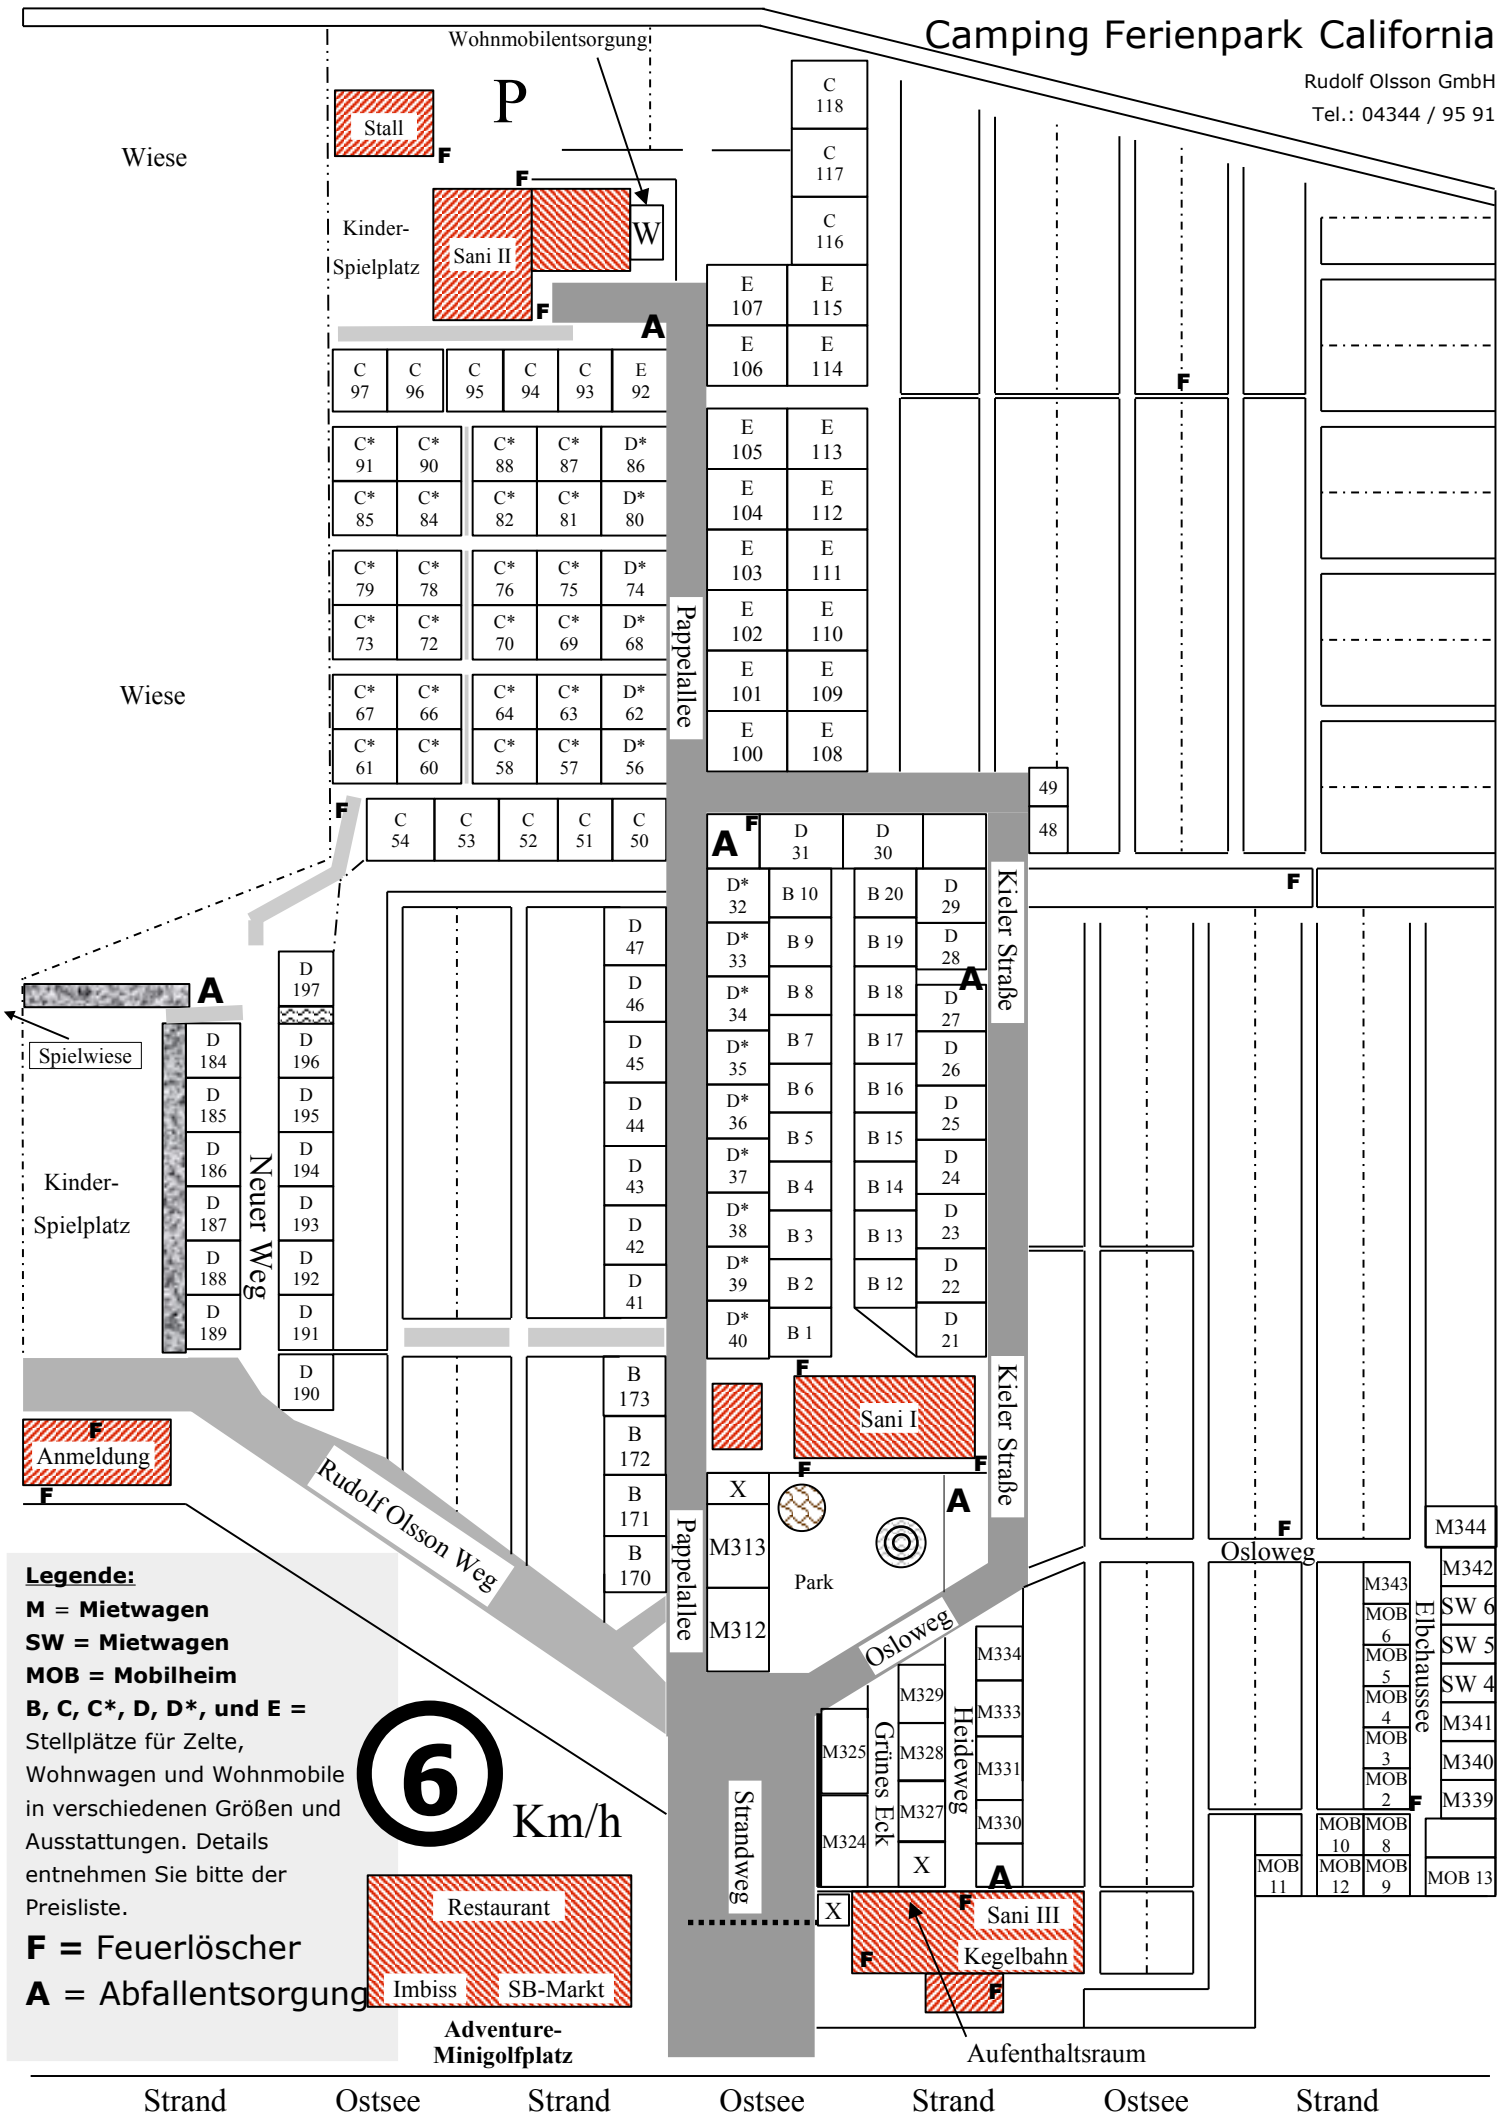 Camping Ferienpark California
Rudolf Olsson GmbH
Tel.: 04344 / 95 91
Wohnmobilentsorgung
P
Stall
F
Wiese
F
Kinder-
Spielplatz
Sani II
W
F
A
C
118
C
117
C
116
E
107
E
115
E
106
E
114
C
97
C
96
C
95
C
94
C
93
E
92
F
C*
91
C*
90
C*
88
C*
87
D*
86
C*
85
C*
84
C*
82
C*
81
D*
80
C*
79
C*
78
C*
76
C*
75
D*
74
C*
73
C*
72
C*
70
C*
69
D*
68
C*
67
C*
66
C*
64
C*
63
D*
62
C*
61
C*
60
C*
58
C*
57
D*
56
Wiese
Pappelallee
E
105
E
113
E
104
E
112
E
103
E
111
E
102
E
110
E
101
E
109
E
100
E
108
49
48
F
C
54
C
53
C
52
C
51
C
50
A
F
D
31
D
30
F
D*
32
D*
33
D*
34
D*
35
D*
36
D*
37
D*
38
D*
39
D*
40
B 10
B 9
B 8
B 7
B 6
B 5
B 4
B 3
B 2
B 1
B 20
B 19
B 18
B 17
B 16
B 15
B 14
B 13
B 12
D
29
D
28
A
D
27
D
26
D
25
D
24
D
23
D
22
D
21
Kieler Straße
D
47
D
46
D
45
D
44
D
43
D
42
D
41
A
Spielwiese
Kinder-
Spielplatz
D
184
D
185
D
186
D
187
D
188
D
189
Neuer Weg
D
197
D
196
D
195
D
194
D
193
D
192
D
191
D
190
B
173
B
172
B
171
B
170
F
Anmeldung
F
Rudolf Olsson Weg
Pappelallee
F
Sani I
F
F
Kieler Straße
X
M313
M312
A
Park
Osloweg
F
Osloweg
M344
M342
SW 6
SW 5
SW 4
M341
M340
M339
MOB 13
Elbchaussee
M343
MOB
6
MOB
5
MOB
4
MOB
3
MOB
2
F
MOB
10
MOB
8
MOB
11
MOB
12
MOB
9
M334
M333
M331
M330
Heideweg
M329
M328
M327
X
Grünes Eck
M325
M324
A
Strandweg
X
F
Sani III
Kegelbahn
F
F
Aufenthaltsraum
Legende:
M = Mietwagen
SW = Mietwagen
MOB = Mobilheim
B, C, C*, D, D*, und E =
Stellplätze für Zelte,
Wohnwagen und Wohnmobile
in verschiedenen Größen und
Ausstattungen. Details
entnehmen Sie bitte der
Preisliste.
F = Feuerlöscher
A = Abfallentsorgung
6
Km/h
Restaurant
Imbiss SB-Markt
Adventure-
Minigolfplatz
Strand Ostsee Strand Ostsee Strand Ostsee Strand